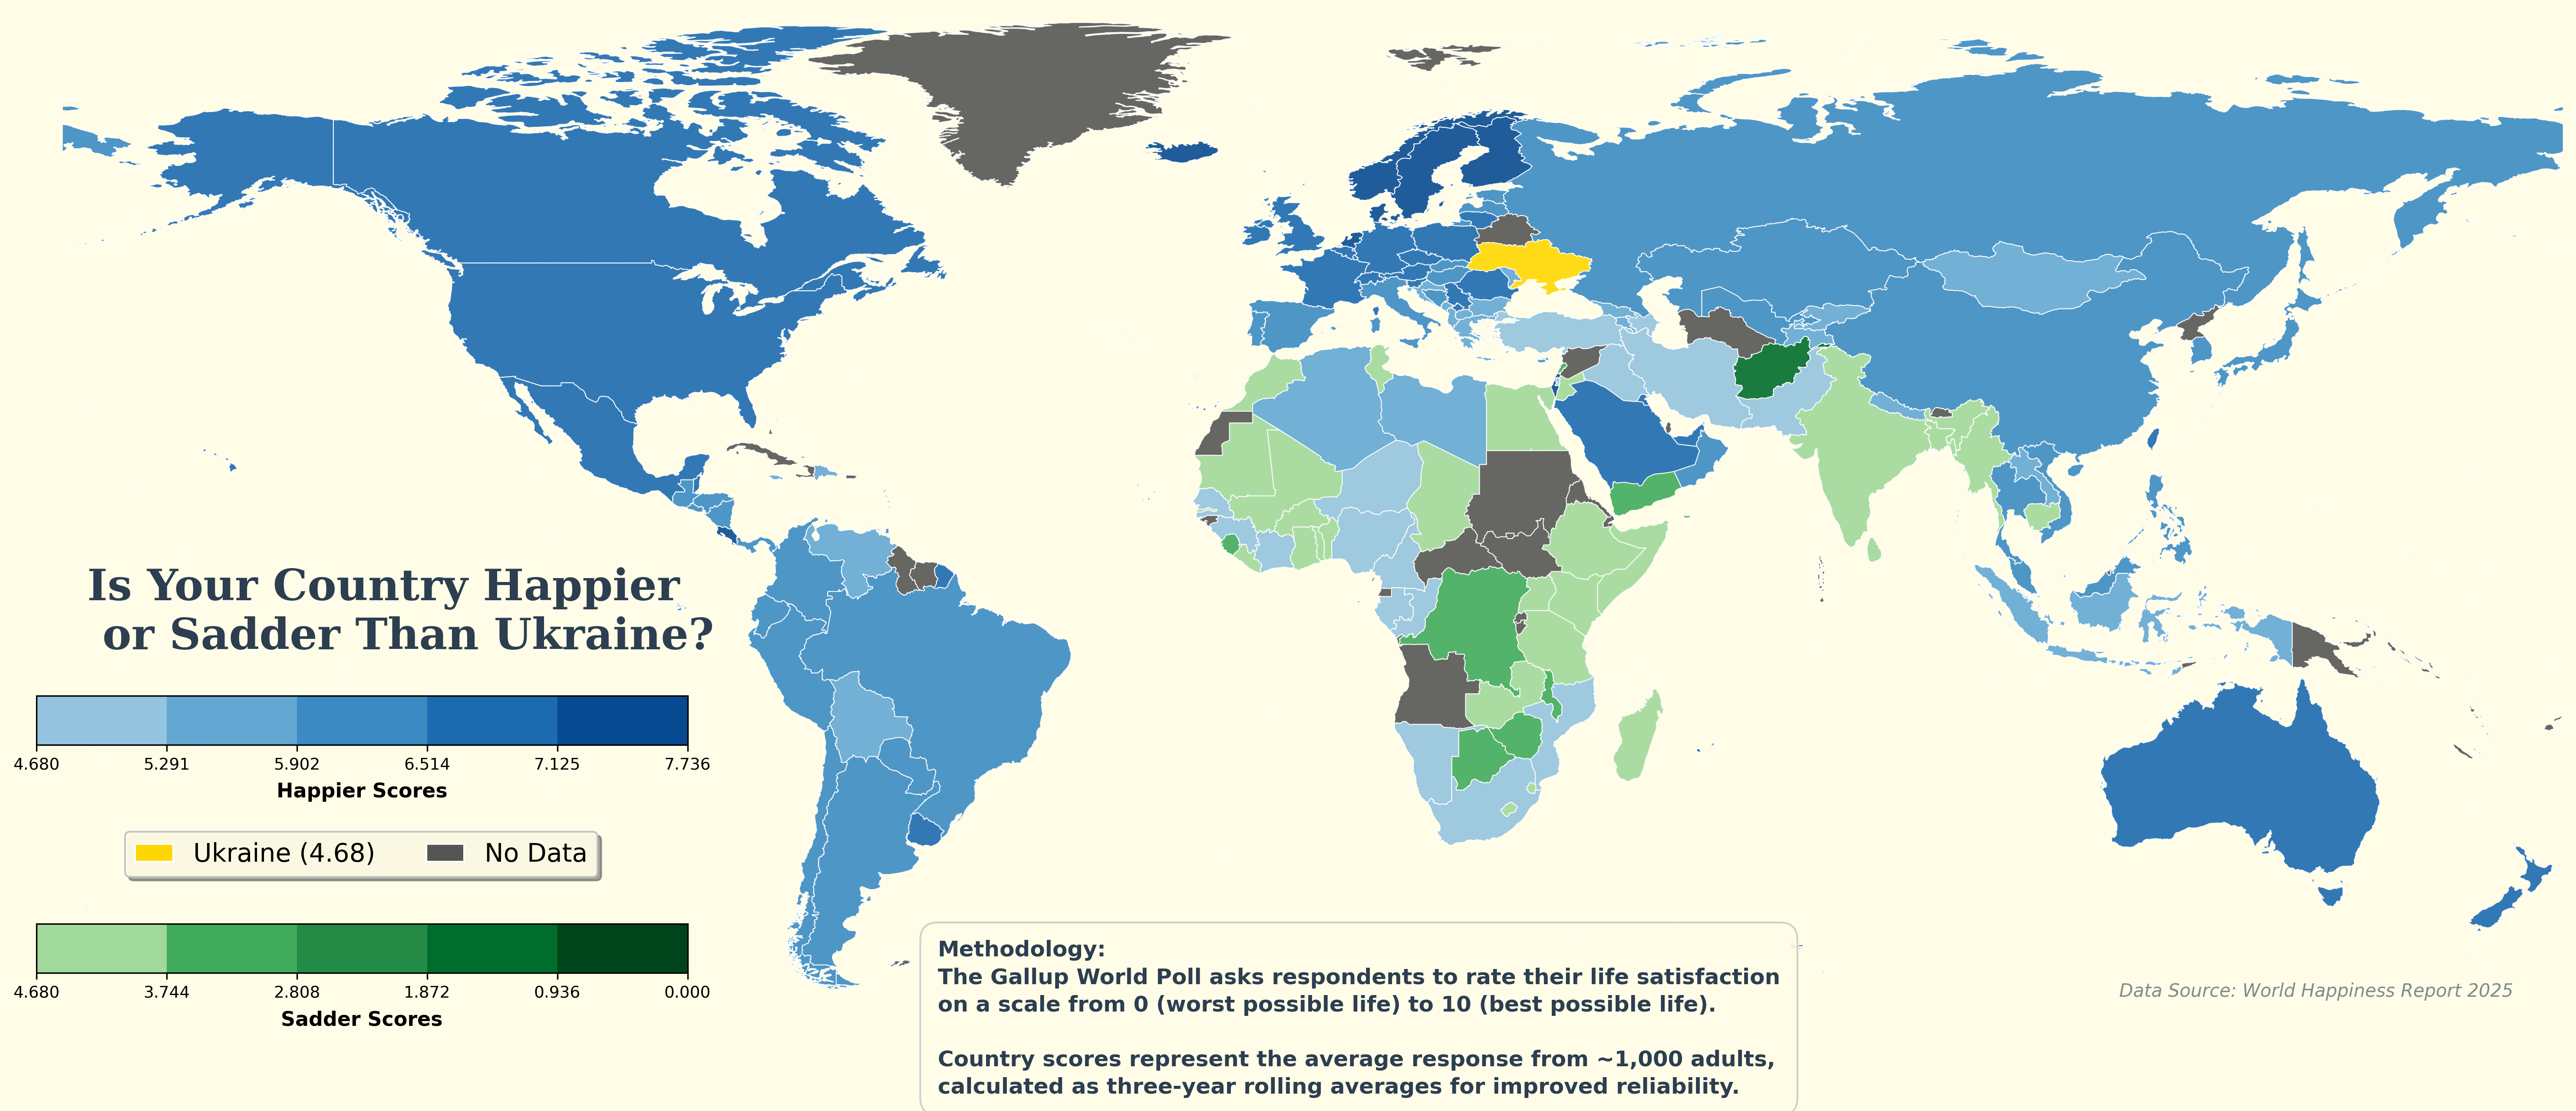 Is Your Country Happier
or Sadder Than Ukraine?
4.680 5.291 5.902 6.514 7.125 7.736
Happier Scores
Ukraine (4.68) No Data
4.680 3.744 2.808 1.872 0.936 0.000
Sadder Scores
Methodology:
The Gallup World Poll asks respondents to rate their life satisfaction
on a scale from 0 (worst possible life) to 10 (best possible life).
Country scores represent the average response from ~1,000 adults,
calculated as three-year rolling averages for improved reliability.
Data Source: World Happiness Report 2025